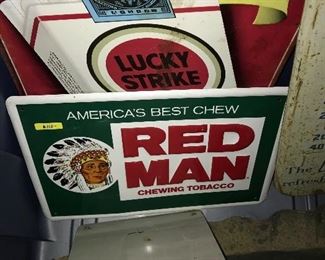 LUCKY
STRIKE
AMERICA'S BEST CHEW
RED
MAN
CHEWING TOBACCO